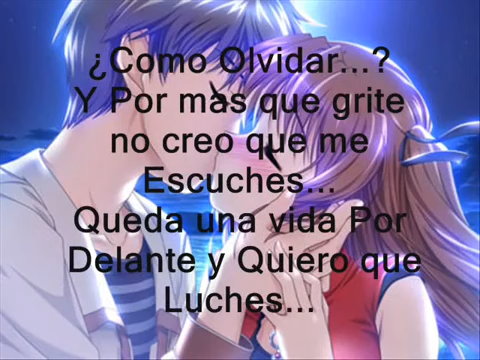 ¿Como Olvidar...?
Y Por mas que grite
no creo que me
Escuches...
Queda una vida Por
Delante y Quiero que
Luches...